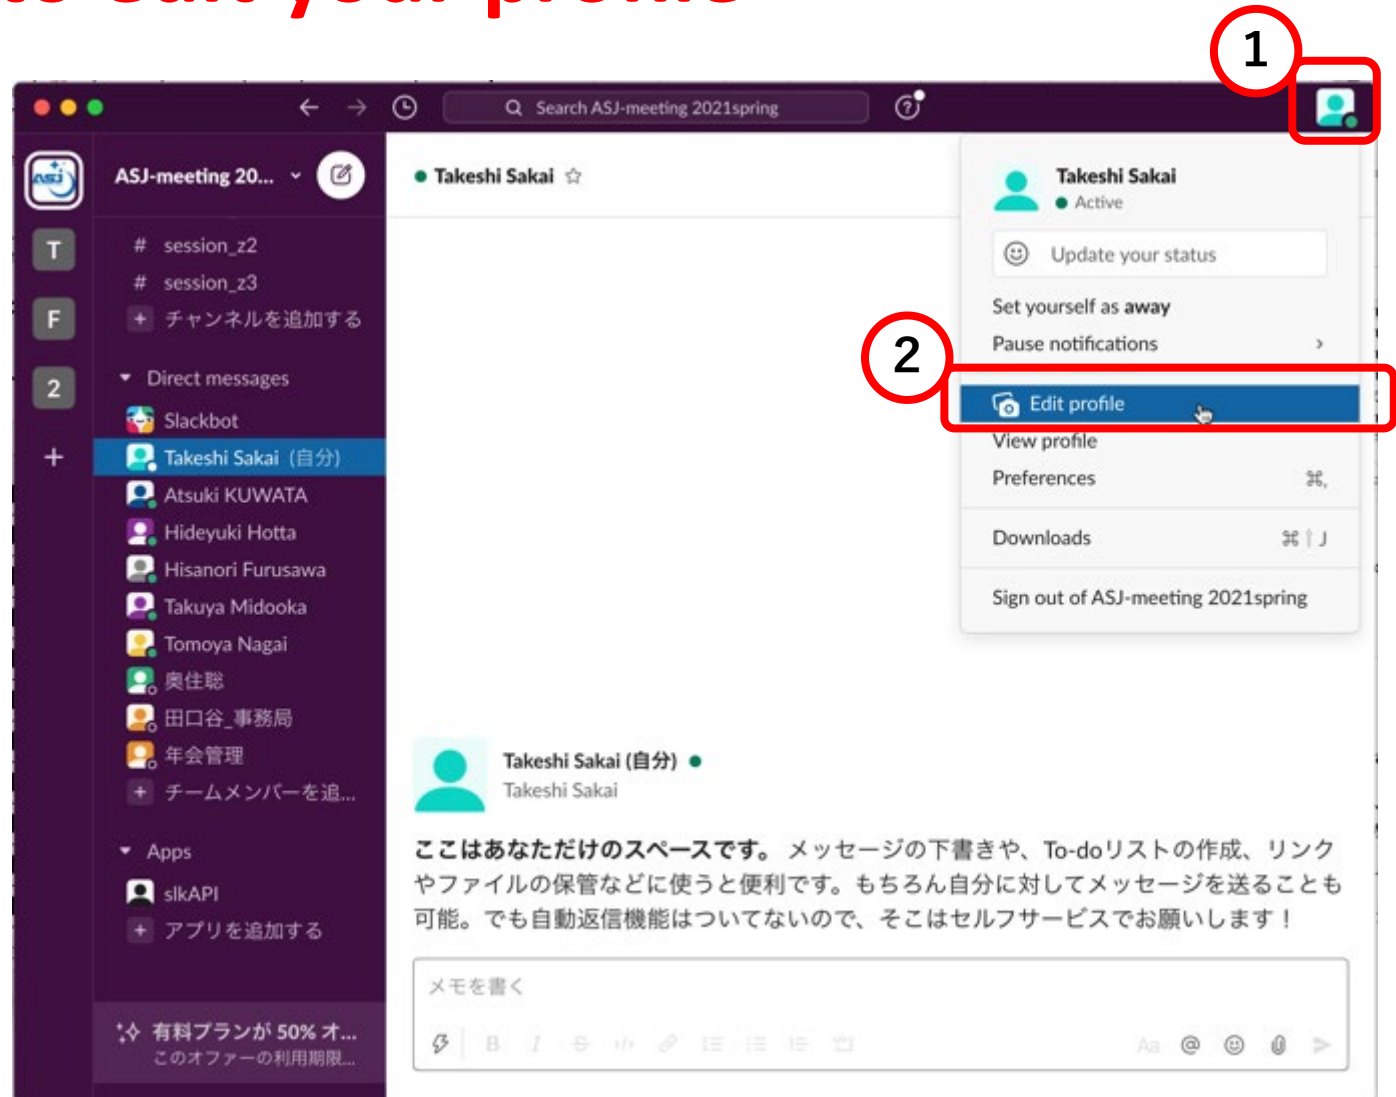 to edit your profile
1
Search ASJ-meeting 2021spring
ASJ
ASJ-meeting 20...
Takeshi Sakai
T
F
2
+
# session_z2
# session_z3
+ チャンネルを追加する
Direct messages
Slackbot
Takeshi Sakai (自分)
Atsuki KUWATA
Hideyuki Hotta
Hisanori Furusawa
Takuya Midooka
Tomoya Nagai
奥住聡
田口谷_事務局
年会管理
+ チームメンバーを追...
Apps
slkAPI
+ アプリを追加する
有料プランが 50% オ...
このオファーの利用期限...
Takeshi Sakai
Active
Update your status
Set yourself as away
Pause notifications
2
Edit profile
View profile
Preferences ⌘,
Downloads ⌘⇧J
Sign out of ASJ-meeting 2021spring
Takeshi Sakai (自分)
Takeshi Sakai
ここはあなただけのスペースです。 メッセージの下書きや、To-doリストの作成、リンク
やファイルの保管などに使うと便利です。もちろん自分に対してメッセージを送ることも
可能。でも自動返信機能はついてないので、そこはセルフサービスでお願いします！
メモを書く
B I S Aa @